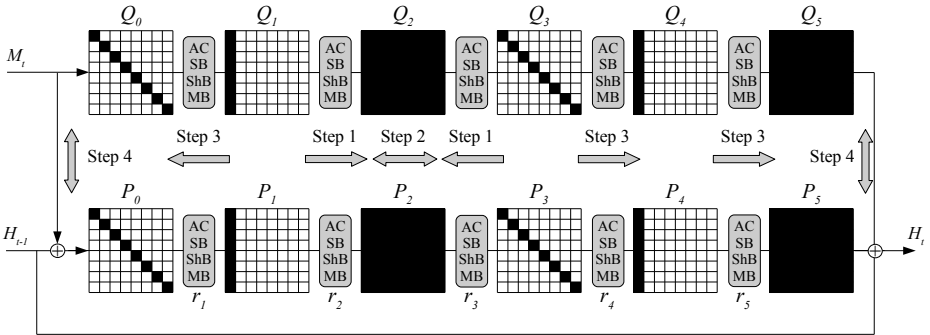 Q0 Q1 Q2 Q3 Q4 Q5
Mt
AC SB ShB MB
AC SB ShB MB
AC SB ShB MB
AC SB ShB MB
AC SB ShB MB
Step 4 Step 3 Step 1 Step 2 Step 1 Step 3 Step 3 Step 4
P0 P1 P2 P3 P4 P5
Ht-1
AC SB ShB MB
AC SB ShB MB
AC SB ShB MB
AC SB ShB MB
AC SB ShB MB
Ht
r1 r2 r3 r4 r5